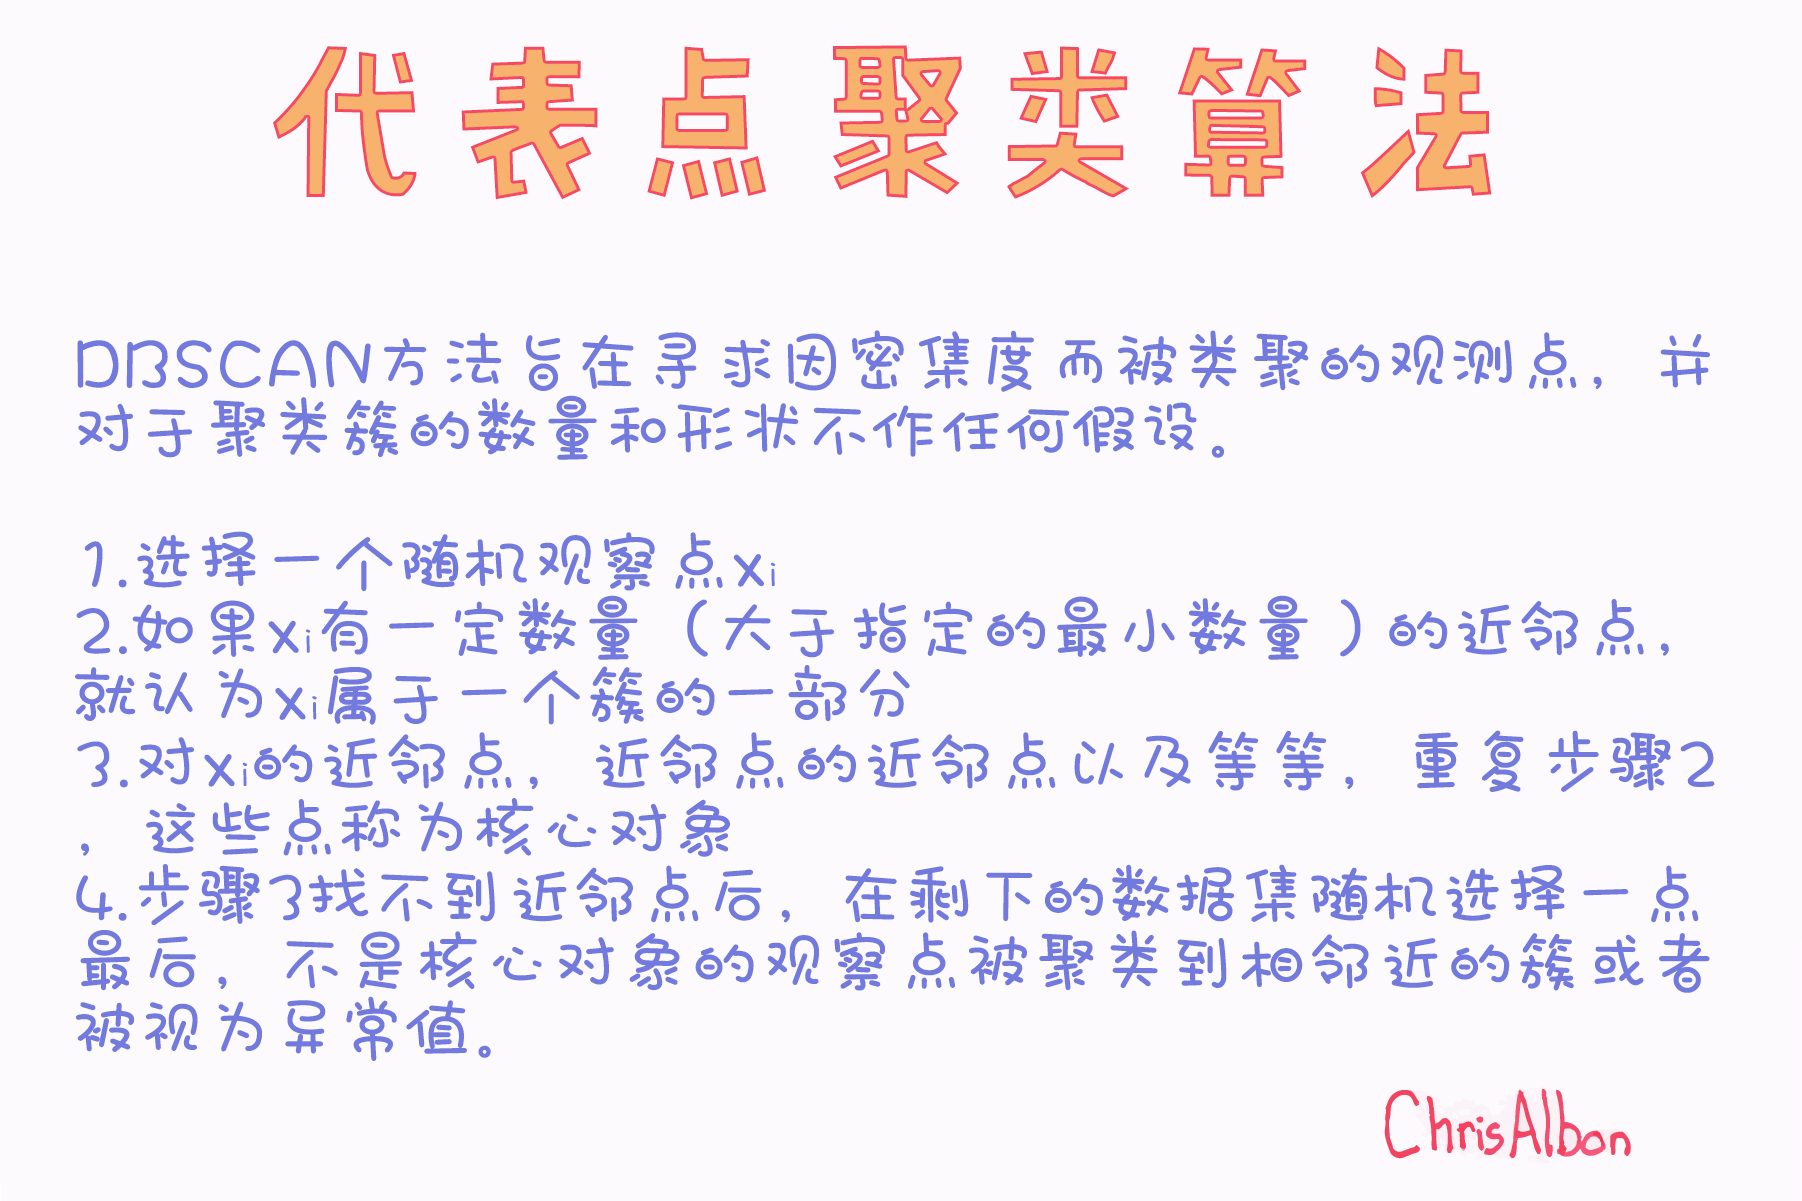 代表点聚类算法
DBSCAN方法旨在寻求因密集度而被类聚的观测点，并
对于聚类簇的数量和形状不作任何假设。
1.选择一个随机观察点xi
2.如果xi有一定数量（大于指定的最小数量）的近邻点，
就认为xi属于一个簇的一部分
3.对xi的近邻点，近邻点的近邻点以及等等，重复步骤2
，这些点称为核心对象
4.步骤3找不到近邻点后，在剩下的数据集随机选择一点
最后，不是核心对象的观察点被聚类到相邻近的簇或者
被视为异常值。
ChrisAlbon